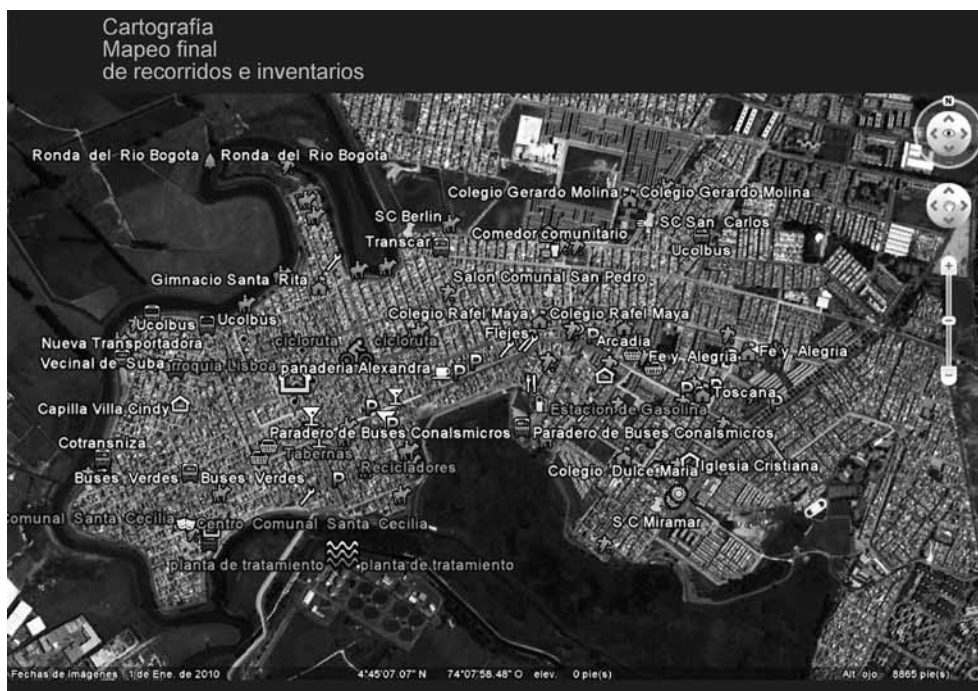 Cartografía
Mapeo final
de recorridos e inventarios
N
Ronda del Rio Bogota Ronda del Rio Bogota
Colegio Gerardo Molina Colegio Gerardo Molina
SC Berlin SC San Carlos
Transcar Comedor comunitario Ucolbus
Gimnacio Santa Rita Salon Comunal San Pedro
Ucolbus Ucolbus Colegio Rafel Maya Colegio Rafel Maya
Nueva Transportadora cicloruta cicloruta Flejes Arcadia
Vecinal de Suba rroquia Lisboa panaderia Alexandra P P Fe y Alegria Fe y Alegria
Toscana
Capilla Villa Cindy Estacion de Gasolina
Paradero de Buses Conalsmicros Paradero de Buses Conalsmicros
Cotransniza Tabernas
Buses Verdes Buses Verdes Recicladores Colegio Dulce Maria Iglesia Cristiana
Comunal Santa Cecilia Centro Comunal Santa Cecilia S C Miramar
planta de tratamiento planta de tratamiento
Fechas de imágenes 1 de Ene. de 2010 4°45'07.07" N 74°07'58.48" O elev. 0 pie(s) Alt. ojo 8865 pie(s)